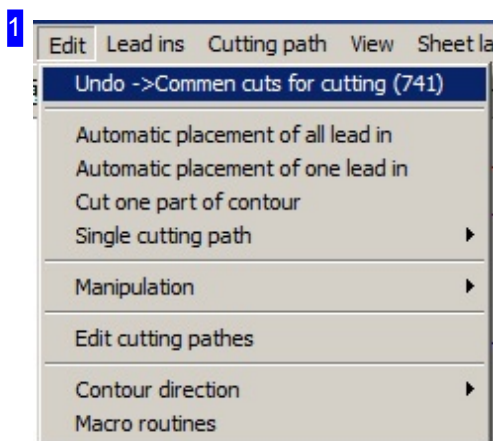 1
Edit Lead ins Cutting path View Sheet la
Undo ->Commen cuts for cutting (741)
Automatic placement of all lead in
Automatic placement of one lead in
Cut one part of contour
Single cutting path
Manipulation
Edit cutting pathes
Contour direction
Macro routines